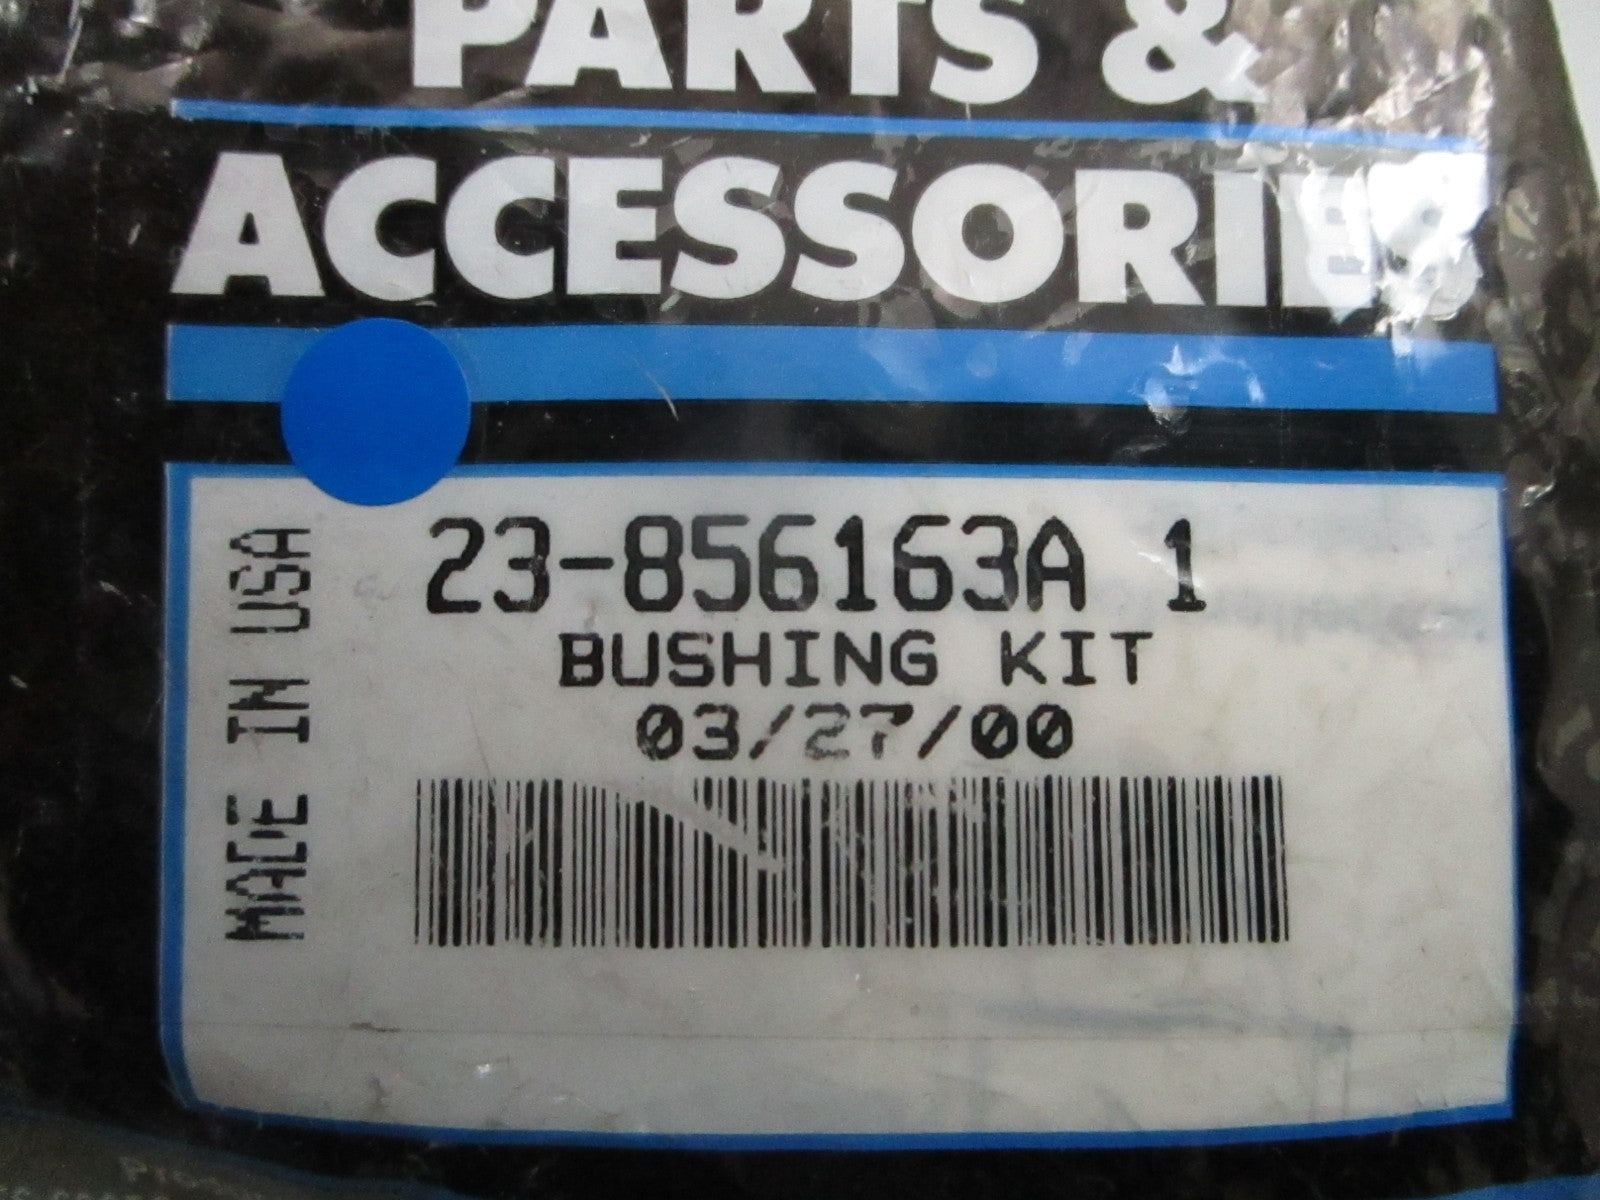 PARTS &
ACCESSORIES
MADE IN USA
23-856163A 1
BUSHING KIT
03/27/00